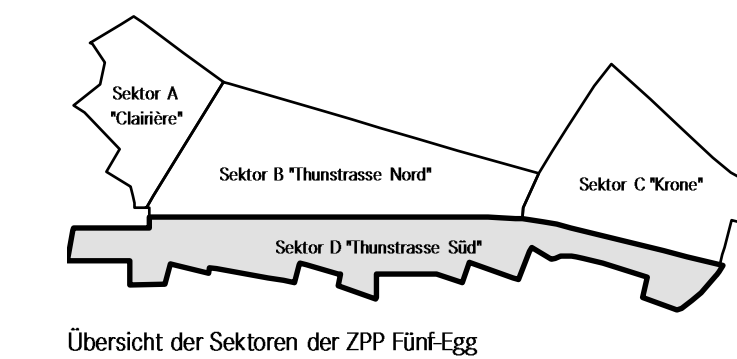 Sektor A
"Clairière"
Sektor B "Thunstrasse Nord"
Sektor C "Krone"
Sektor D "Thunstrasse Süd"
Übersicht der Sektoren der ZPP Fünf-Egg